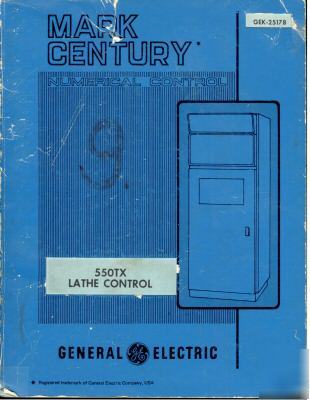 GEK-25178
MARK
CENTURY*
NUMERICAL CONTROL
9.
550TX
LATHE CONTROL
GENERAL GE ELECTRIC
* Registered trademark of General Electric Company, USA